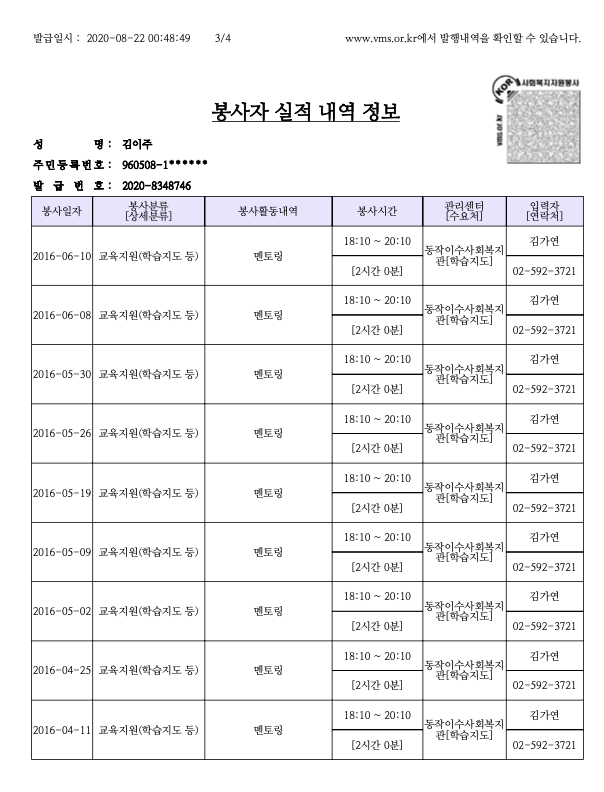 발급일시 : 2020-08-22 00:48:49 3/4 www.vms.or.kr에서 발행내역을 확인할 수 있습니다.
KOR 사회복지자원봉사
vms.or.kr
봉사자 실적 내역 정보
성 명 : 김이주
주민등록번호 : 960508-1******
발 급 번 호 : 2020-8348746
봉사일자 봉사분류 [상세분류] 봉사활동내역 봉사시간 관리센터 [수요처] 입력자 [연락처]
2016-06-10 교육지원(학습지도 등) 멘토링 18:10 ~ 20:10 [2시간 0분] 동작이수사회복지관[학습지도] 김가연 02-592-3721
2016-06-08 교육지원(학습지도 등) 멘토링 18:10 ~ 20:10 [2시간 0분] 동작이수사회복지관[학습지도] 김가연 02-592-3721
2016-05-30 교육지원(학습지도 등) 멘토링 18:10 ~ 20:10 [2시간 0분] 동작이수사회복지관[학습지도] 김가연 02-592-3721
2016-05-26 교육지원(학습지도 등) 멘토링 18:10 ~ 20:10 [2시간 0분] 동작이수사회복지관[학습지도] 김가연 02-592-3721
2016-05-19 교육지원(학습지도 등) 멘토링 18:10 ~ 20:10 [2시간 0분] 동작이수사회복지관[학습지도] 김가연 02-592-3721
2016-05-09 교육지원(학습지도 등) 멘토링 18:10 ~ 20:10 [2시간 0분] 동작이수사회복지관[학습지도] 김가연 02-592-3721
2016-05-02 교육지원(학습지도 등) 멘토링 18:10 ~ 20:10 [2시간 0분] 동작이수사회복지관[학습지도] 김가연 02-592-3721
2016-04-25 교육지원(학습지도 등) 멘토링 18:10 ~ 20:10 [2시간 0분] 동작이수사회복지관[학습지도] 김가연 02-592-3721
2016-04-11 교육지원(학습지도 등) 멘토링 18:10 ~ 20:10 [2시간 0분] 동작이수사회복지관[학습지도] 김가연 02-592-3721